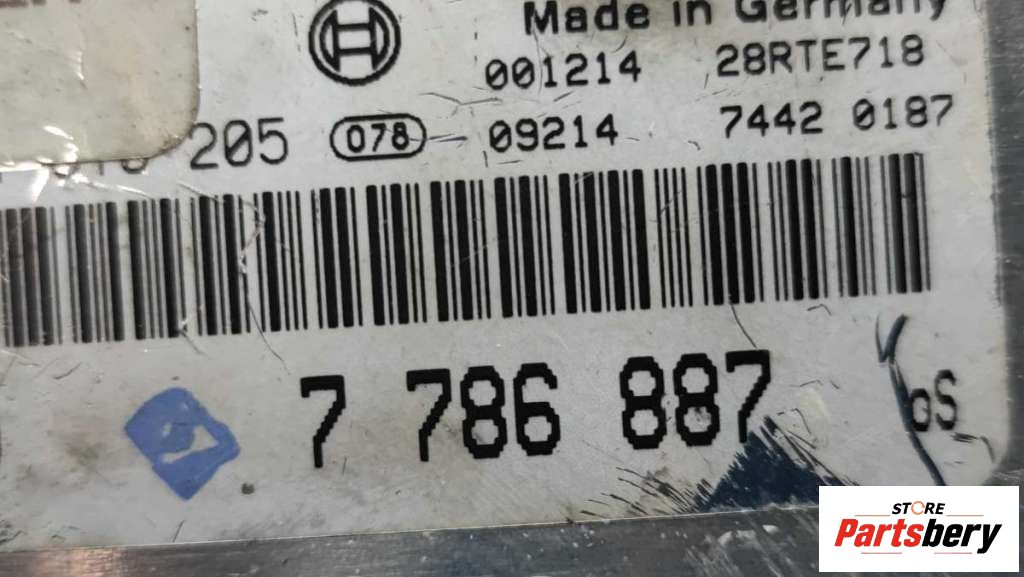 Made in Germany
001214 28RTE718
205 078 09214 7442 0187
7 786 887
STORE
Partsbery